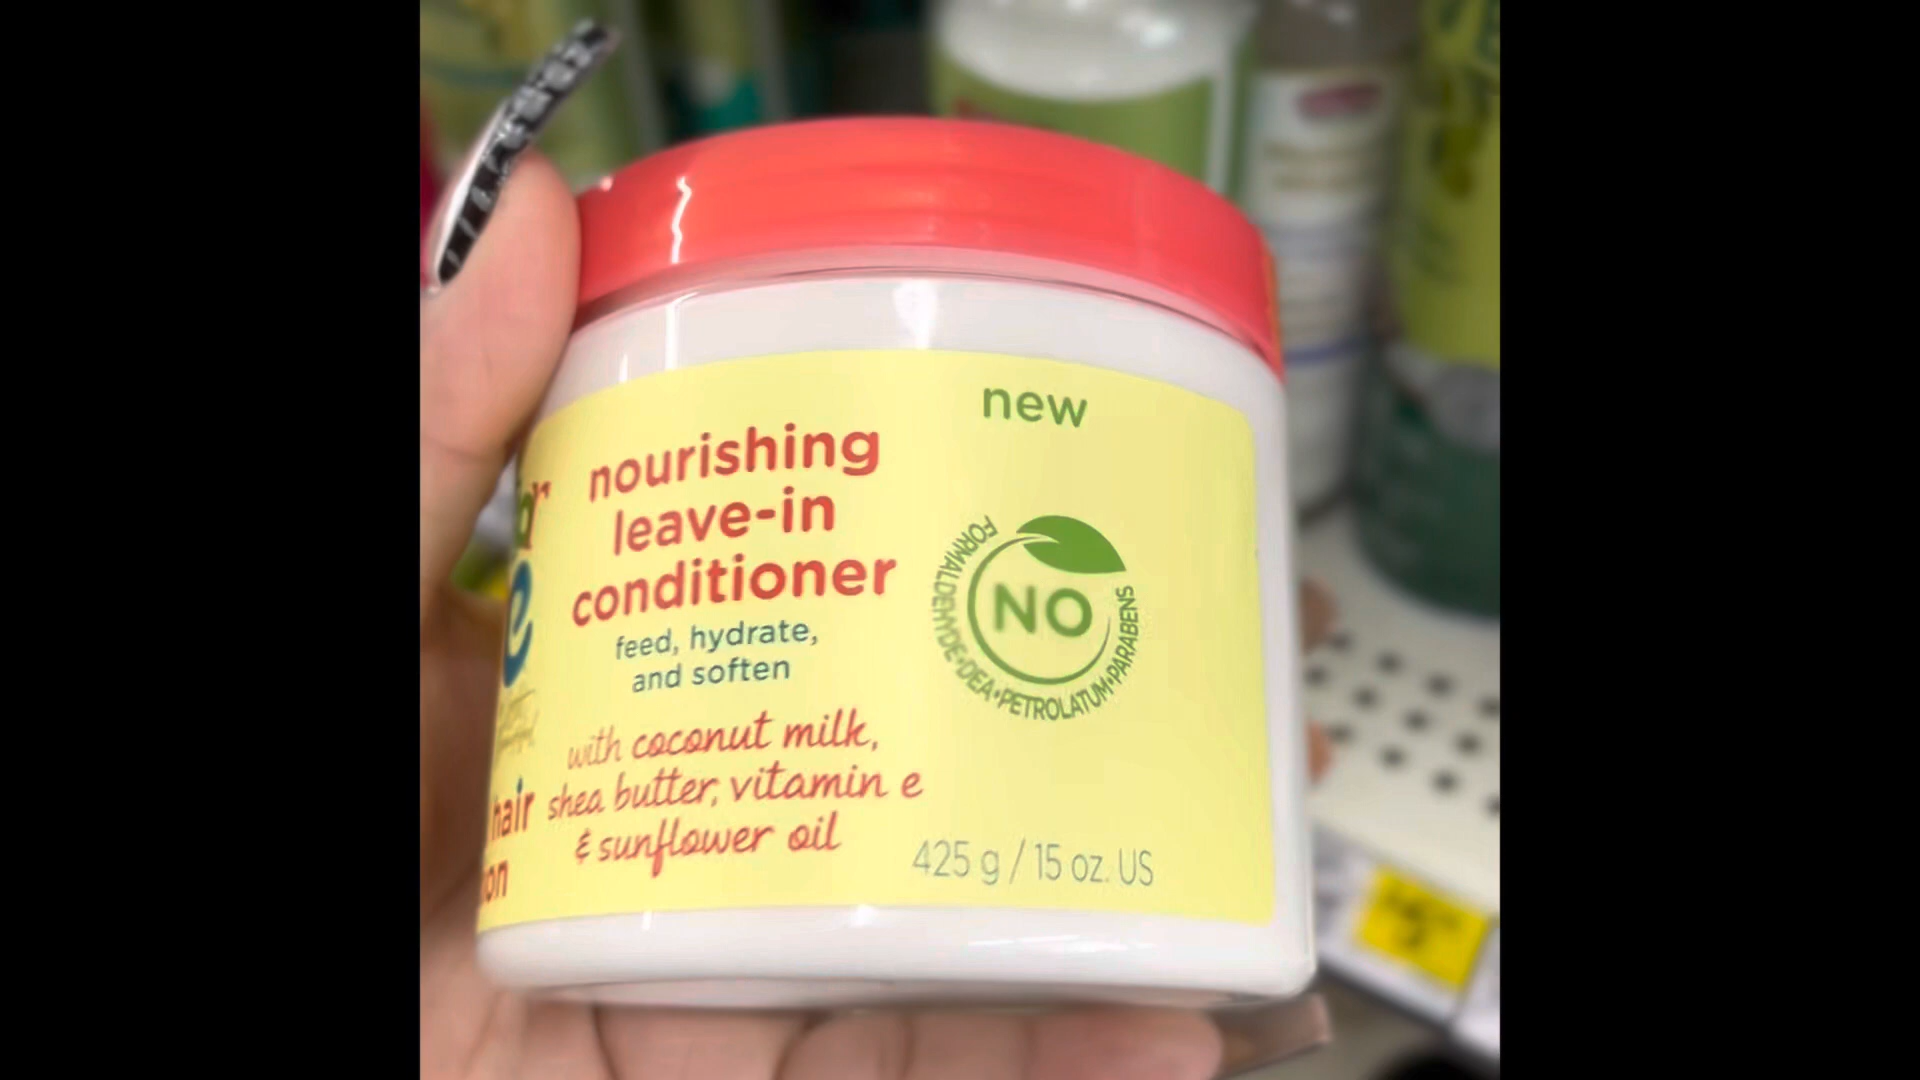 new
nourishing
leave-in
conditioner
feed, hydrate,
and soften
with coconut milk,
shea butter, vitamin e
& sunflower oil
NO
FORMALDEHYDE•DEA•PETROLATUM•PARABENS
425 g / 15 oz. US
e
hair